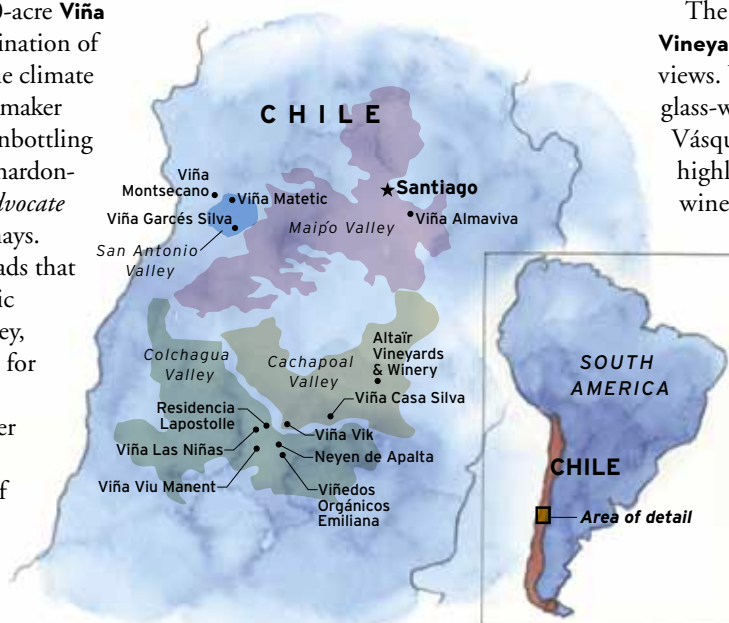 0-acre Viña
ination of
e climate
maker
nbottling
hardon-
dvocate
ays.
ads that
ic
ey,
for
er
f
The
Vineya
views.
glass-w
Vásqu
highl
wine
CHILE
Viña
Montsecano
Viña Matetic
Viña Garcés Silva
San Antonio
Valley
Santiago
Viña Almaviva
Maipo Valley
Colchagua
Valley
Cachapoal
Valley
Altaïr
Vineyards
& Winery
Viña Casa Silva
Residencia
Lapostolle
Viña Vik
Viña Las Niñas
Neyen de Apalta
Viña Viu Manent
Viñedos
Orgánicos
Emiliana
SOUTH
AMERICA
CHILE
Area of detail